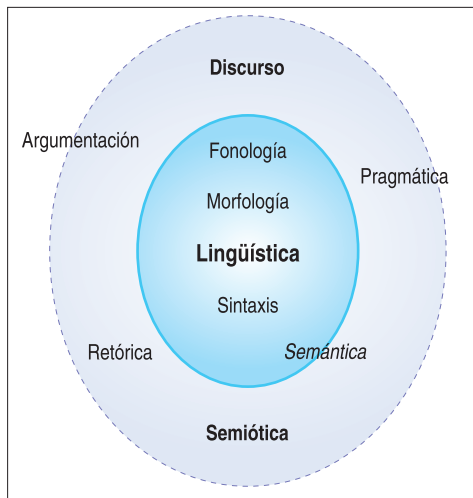 Discurso
Argumentación
Fonología
Pragmática
Morfología
Lingüística
Sintaxis
Retórica
Semántica
Semiótica